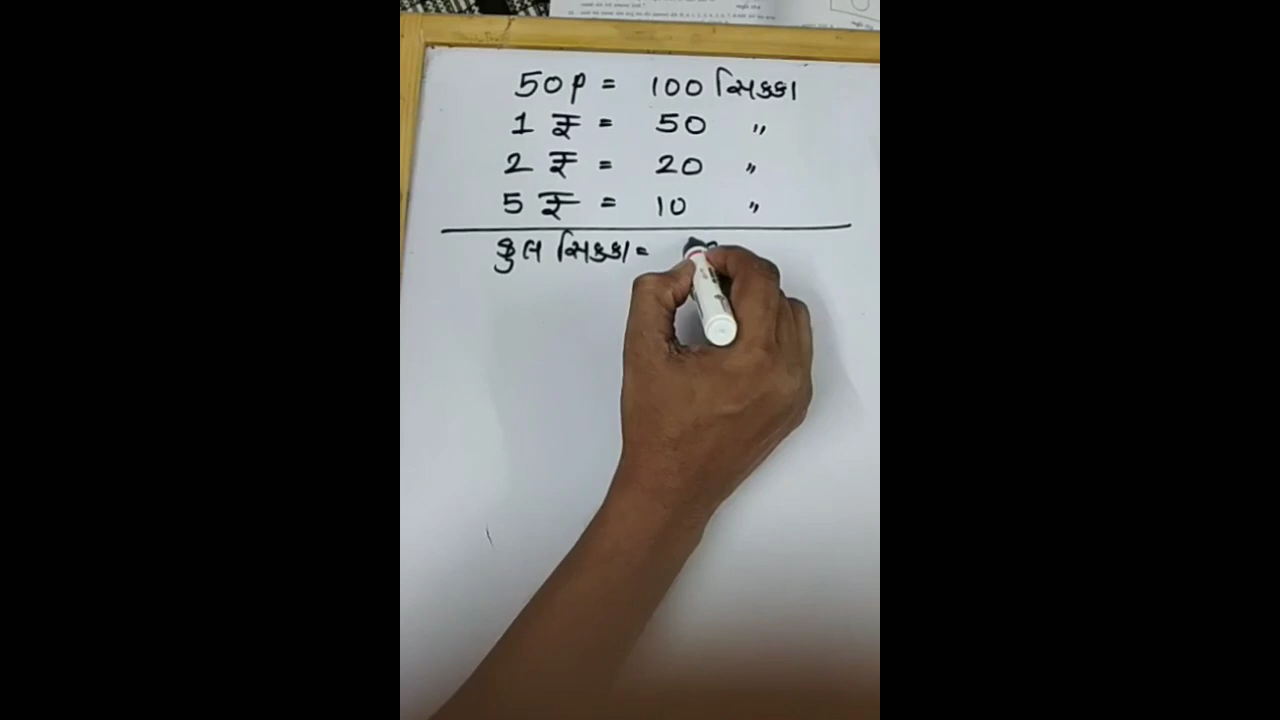 50p = 100 સિક્કા
1 ₹ = 50 "
2 ₹ = 20 "
5 ₹ = 10 "
કુલ સિક્કા =